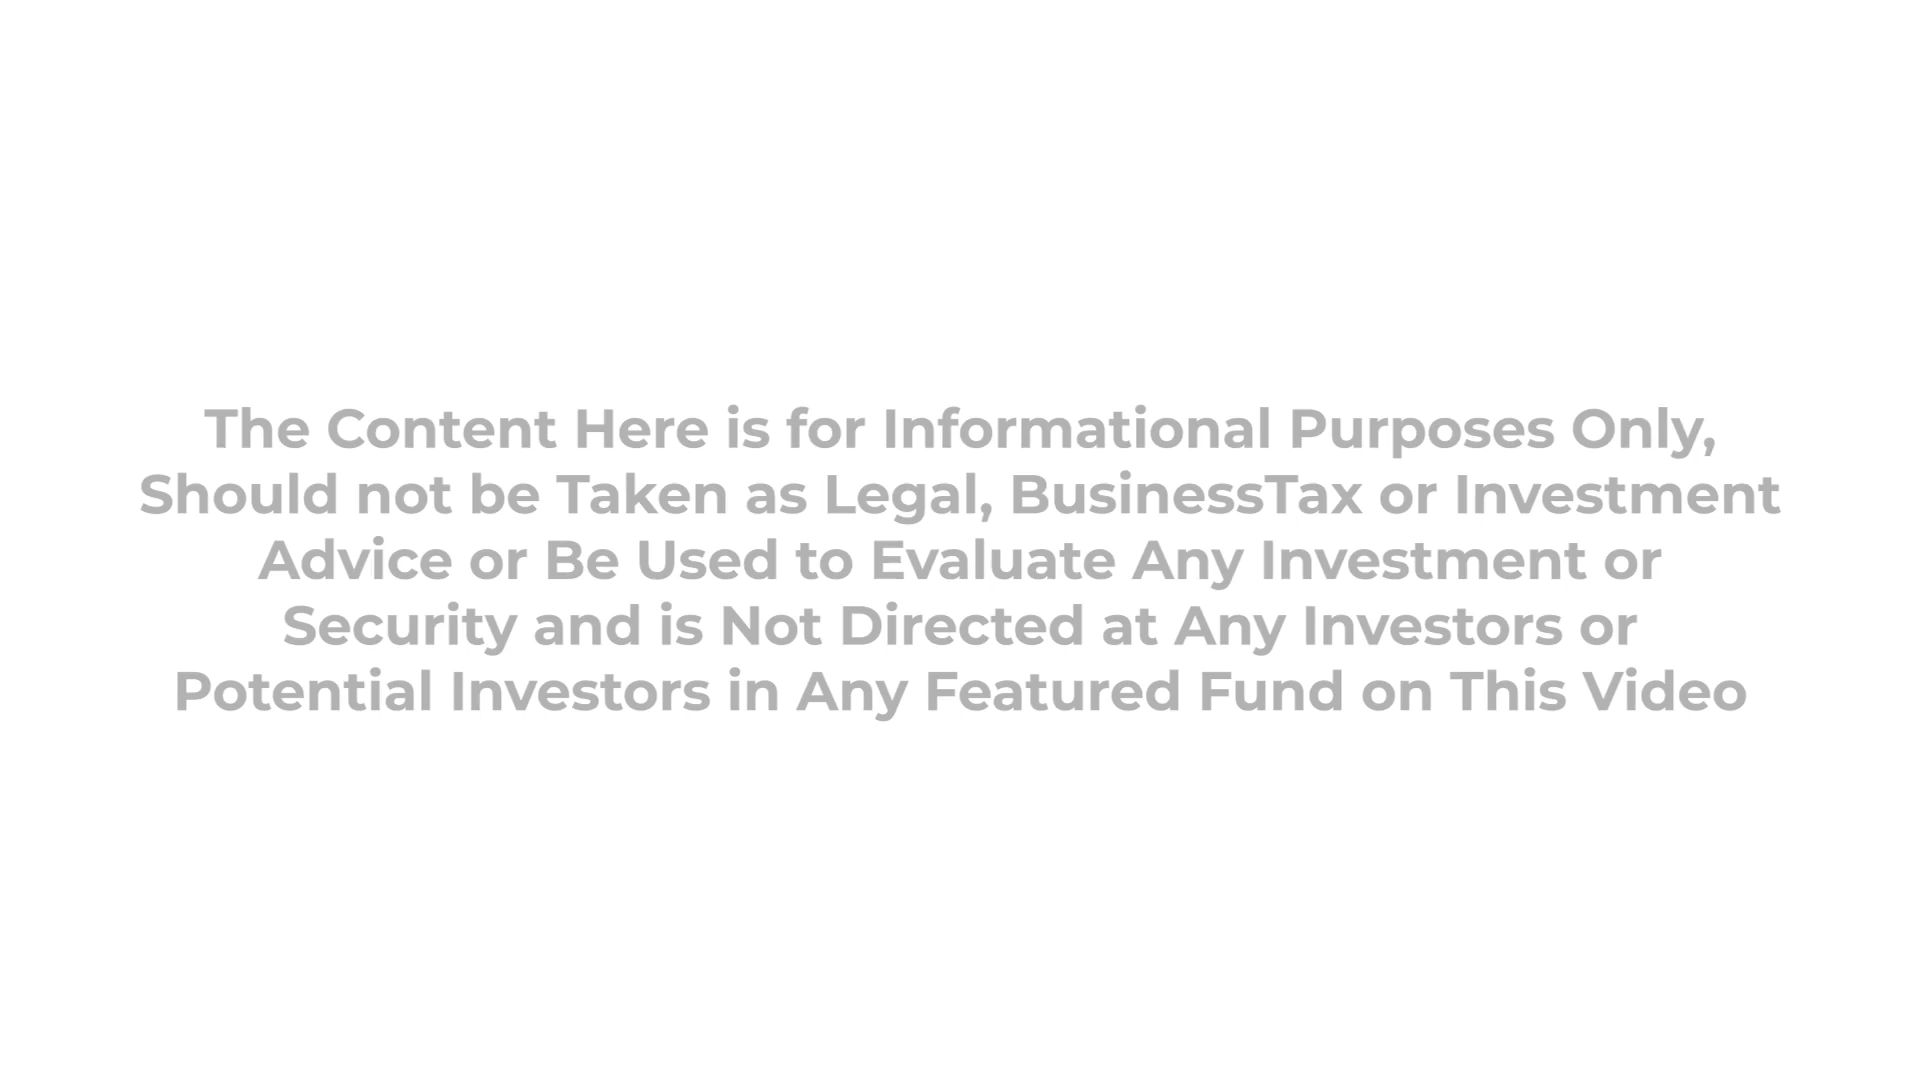 The Content Here is for Informational Purposes Only,
Should not be Taken as Legal, BusinessTax or Investment
Advice or Be Used to Evaluate Any Investment or
Security and is Not Directed at Any Investors or
Potential Investors in Any Featured Fund on This Video